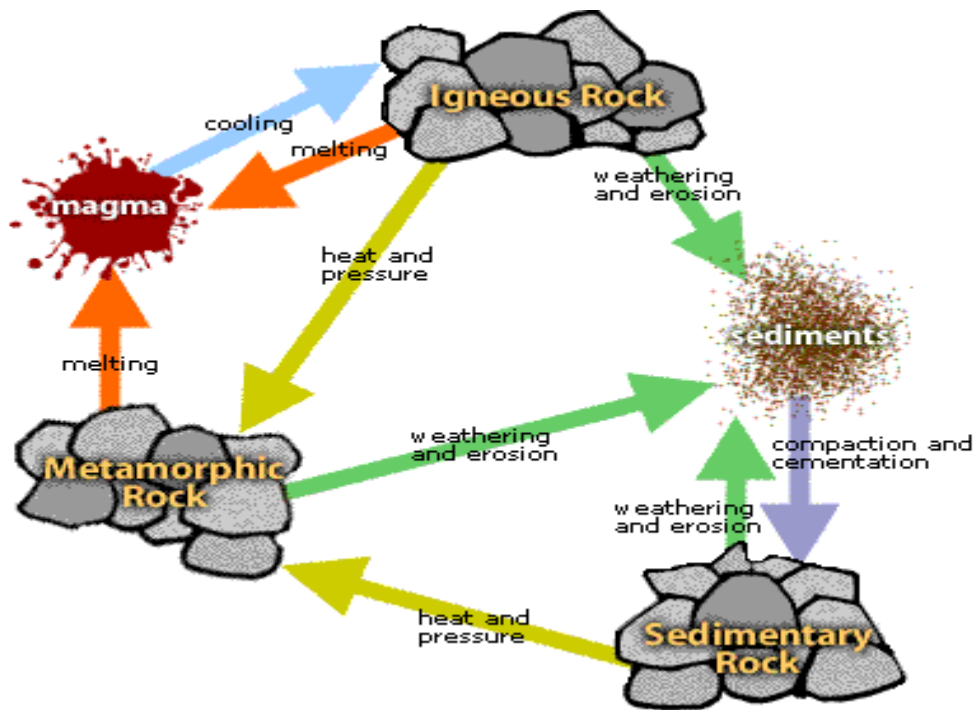 Igneous Rock
cooling
melting
weathering
and erosion
magma
heat and
pressure
sediments
melting
weathering
and erosion
compaction and
cementation
Metamorphic
Rock
weathering
and erosion
heat and
pressure
Sedimentary
Rock